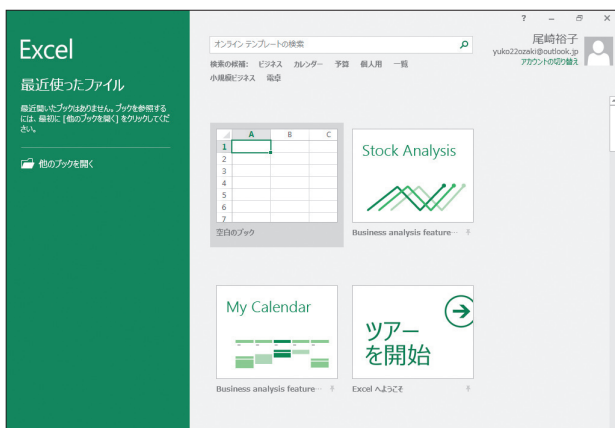 Excel
最近使ったファイル
最近開いたブックはありません。ブックを参照する
には、最初に [他のブックを開く] をクリックしてくだ
さい。
他のブックを開く
?
オンライン テンプレートの検索
尾崎裕子
yuko22ozaki@outlook.jp
アカウントの切り替え
検索の候補: ビジネス カレンダー 予算 個人用 一覧
小規模ビジネス 電卓
A B C
1
2
3
4
5
6
7
空白のブック
Stock Analysis
Business analysis feature…
My Calendar
Business analysis feature…
ツアー
を開始
Excel へようこそ